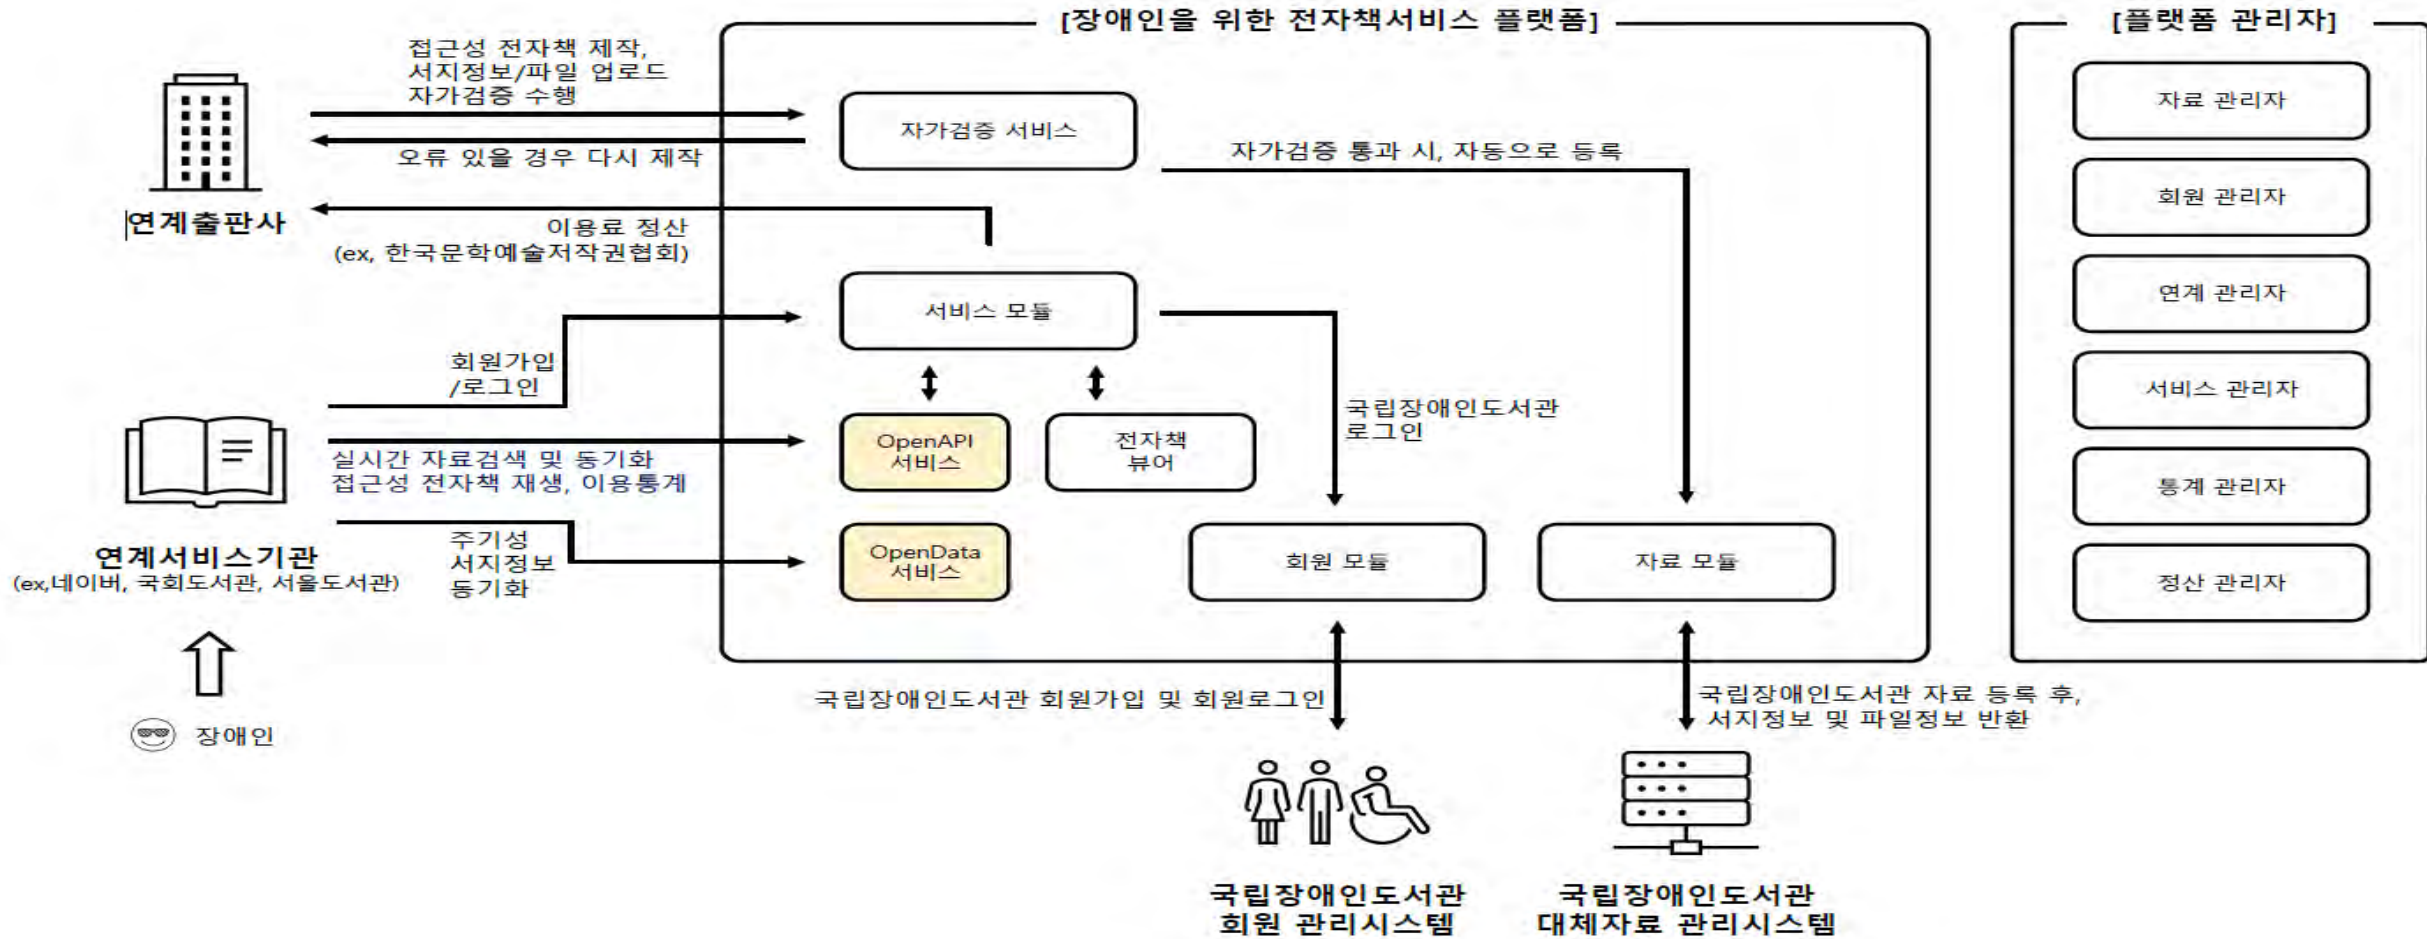 [장애인을 위한 전자책서비스 플랫폼]
[플랫폼 관리자]
접근성 전자책 제작,
서지정보/파일 업로드
자가검증 수행
오류 있을 경우 다시 제작
연계출판사
이용료 정산
(ex, 한국문학예술저작권협회)
자가검증 서비스
자가검증 통과 시, 자동으로 등록
서비스 모듈
회원가입
/로그인
국립장애인도서관
로그인
OpenAPI
서비스
전자책
뷰어
실시간 자료검색 및 동기화
접근성 전자책 재생, 이용통계
연계서비스기관
(ex,네이버, 국회도서관, 서울도서관)
주기성
서지정보
동기화
OpenData
서비스
회원 모듈
자료 모듈
장애인
국립장애인도서관 회원가입 및 회원로그인
국립장애인도서관 자료 등록 후,
서지정보 및 파일정보 반환
국립장애인도서관
회원 관리시스템
국립장애인도서관
대체자료 관리시스템
자료 관리자
회원 관리자
연계 관리자
서비스 관리자
통계 관리자
정산 관리자